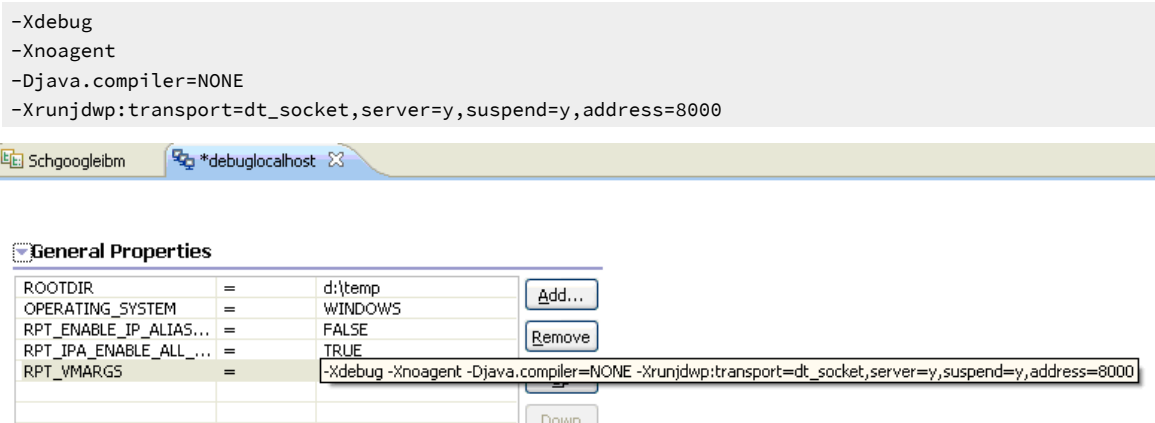 -Xdebug
-Xnoagent
-Djava.compiler=NONE
-Xrunjdwp:transport=dt_socket,server=y,suspend=y,address=8000
Schgoogleibm *debuglocalhost
General Properties
ROOTDIR = d:\temp Add...
OPERATING_SYSTEM = WINDOWS
RPT_ENABLE_IP_ALIAS... = FALSE Remove
RPT_IPA_ENABLE_ALL_... = TRUE
RPT_VMARGS = -Xdebug -Xnoagent -Djava.compiler=NONE -Xrunjdwp:transport=dt_socket,server=y,suspend=y,address=8000
Down